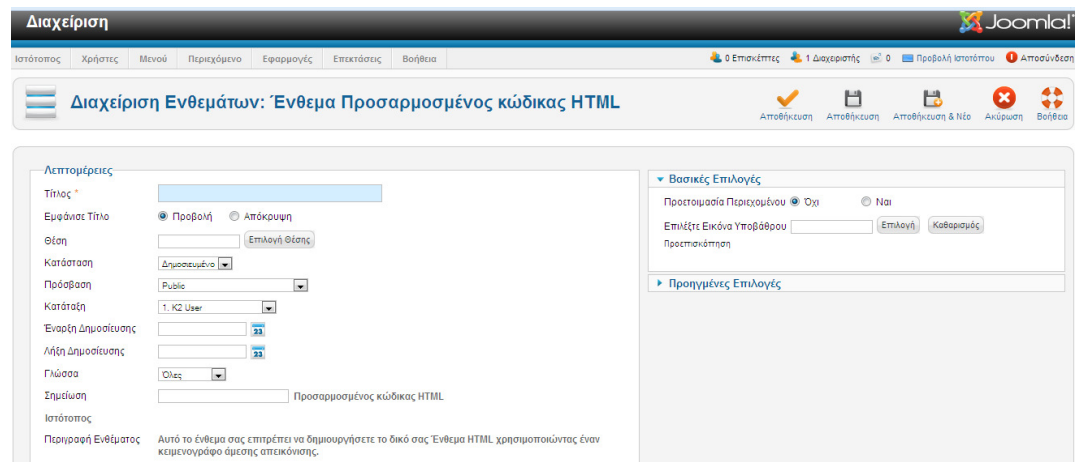 Διαχείριση
Joomla!
Ιστότοπος Χρήστες Μενού Περιεχόμενο Εφαρμογές Επεκτάσεις Βοήθεια
0 Επισκέπτες 1 Διαχειριστής 0 Προβολή Ιστοτόπου Αποσύνδεση
Διαχείριση Ενθεμάτων: Ένθεμα Προσαρμοσμένος κώδικας HTML
Αποθήκευση Αποθήκευση Αποθήκευση & Νέο Ακύρωση Βοήθεια
Λεπτομέρειες
Τίτλος *
Εμφάνισε Τίτλο Προβολή Απόκρυψη
Θέση Επιλογή Θέσης
Κατάσταση Δημοσιευμένο
Πρόσβαση Public
Κατάταξη 1. K2 User
Έναρξη Δημοσίευσης 23
Λήξη Δημοσίευσης 23
Γλώσσα Όλες
Σημείωση Προσαρμοσμένος κώδικας HTML
Ιστότοπος
Περιγραφή Ενθέματος Αυτό το ένθεμα σας επιτρέπει να δημιουργήσετε το δικό σας Ένθεμα HTML χρησιμοποιώντας έναν
κειμενογράφο άμεσης απεικόνισης.
Βασικές Επιλογές
Προετοιμασία Περιεχομένου Όχι Ναι
Επιλέξτε Εικόνα Υποβάθρου Επιλογή Καθαρισμός
Προεπισκόπηση
Προηγμένες Επιλογές